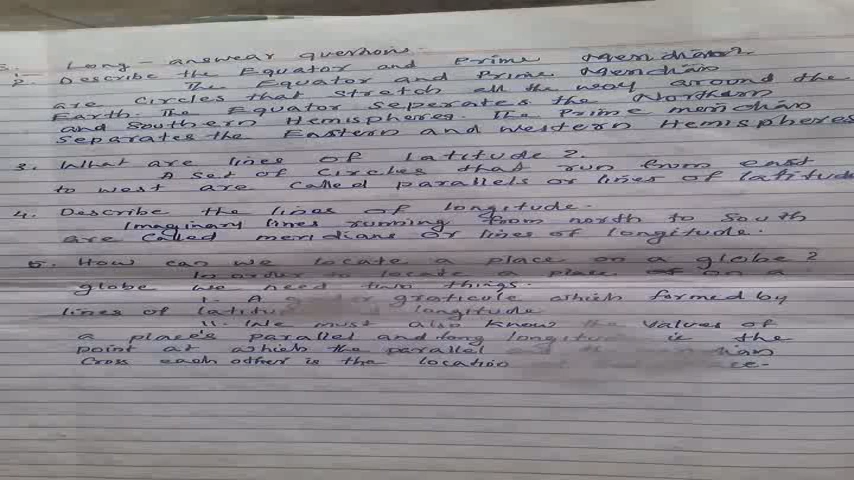 Long - answear questions.
2. Describe the Equator and Prime Meridian?
The Equator and Prime Meridian
are circles that stretch all the way around the
Earth. The Equator seperates the Northern
and Southern Hemispheres. The Prime meridian
separates the Eastern and Western Hemispheres
3. What are lines of latitude?
A set of circles that run from east
to west are called parallels or lines of latitude
4. Describe the lines of longitude.
Imaginary lines running from north to south
are called meridians or lines of longitude.
5. How can we locate a place on a globe?
In order to locate a place on a
globe we need two things.
I. A graticule which formed by
lines of longitude
II. We must also know the values of
a place's parallel and long is the
point at which the parallel
cross each other is the location